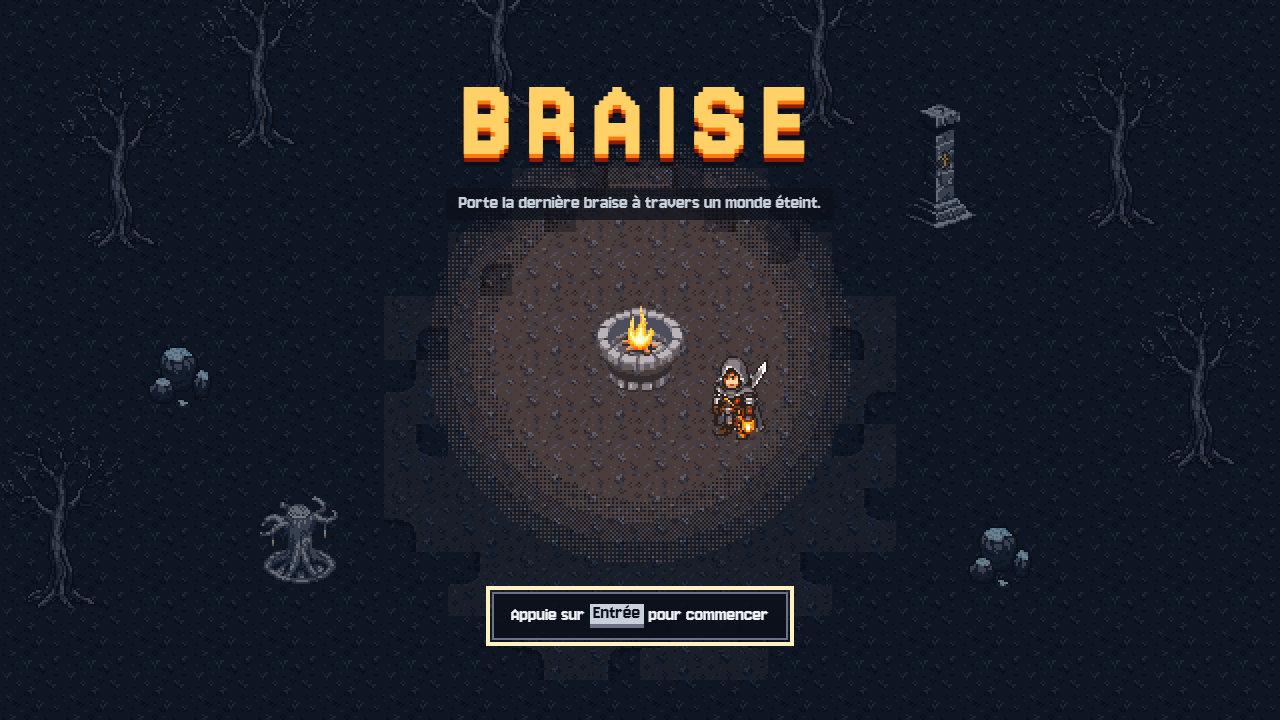 BRAISE
Porte la dernière braise à travers un monde éteint.
Appuie sur Entrée pour commencer